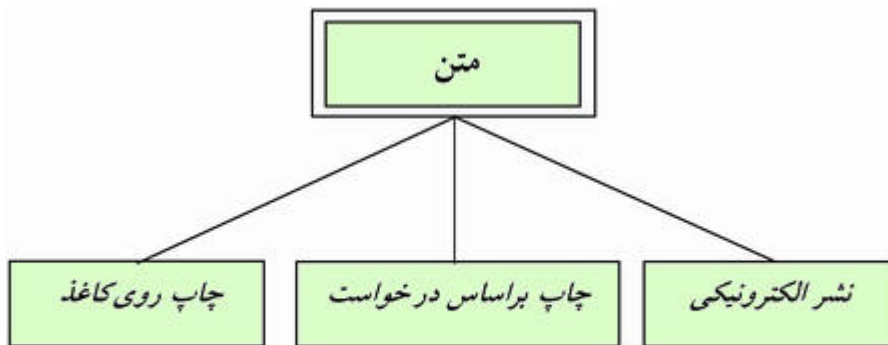 متن
نشر الکترونیکی
چاپ براساس درخواست
چاپ روی کاغذ